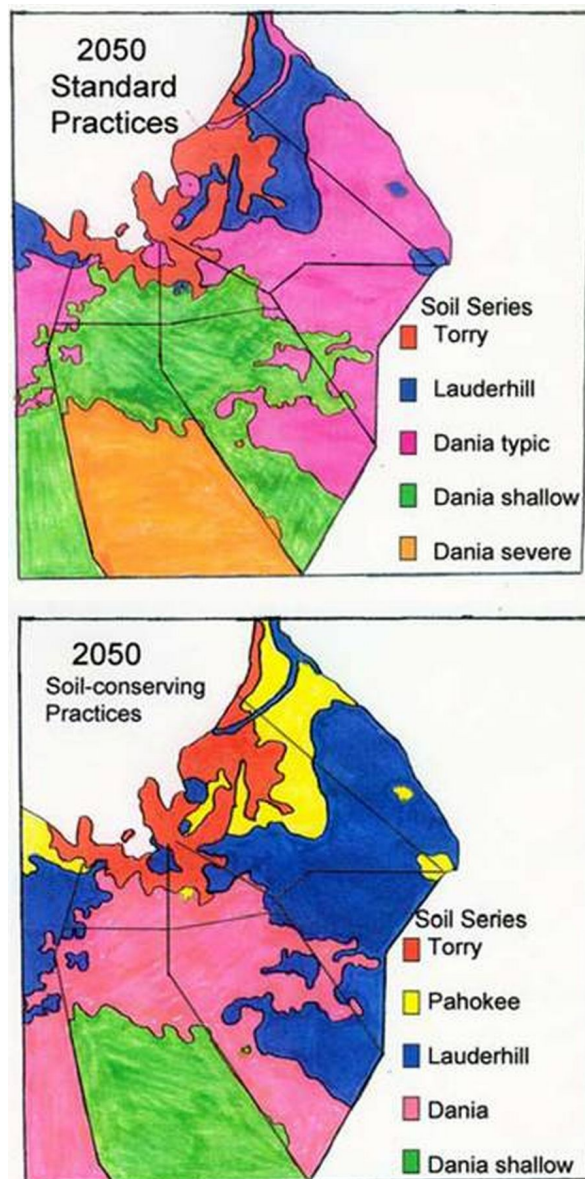 2050
Standard
Practices
Soil Series
Torry
Lauderhill
Dania typic
Dania shallow
Dania severe
2050
Soil-conserving
Practices
Soil Series
Torry
Pahokee
Lauderhill
Dania
Dania shallow